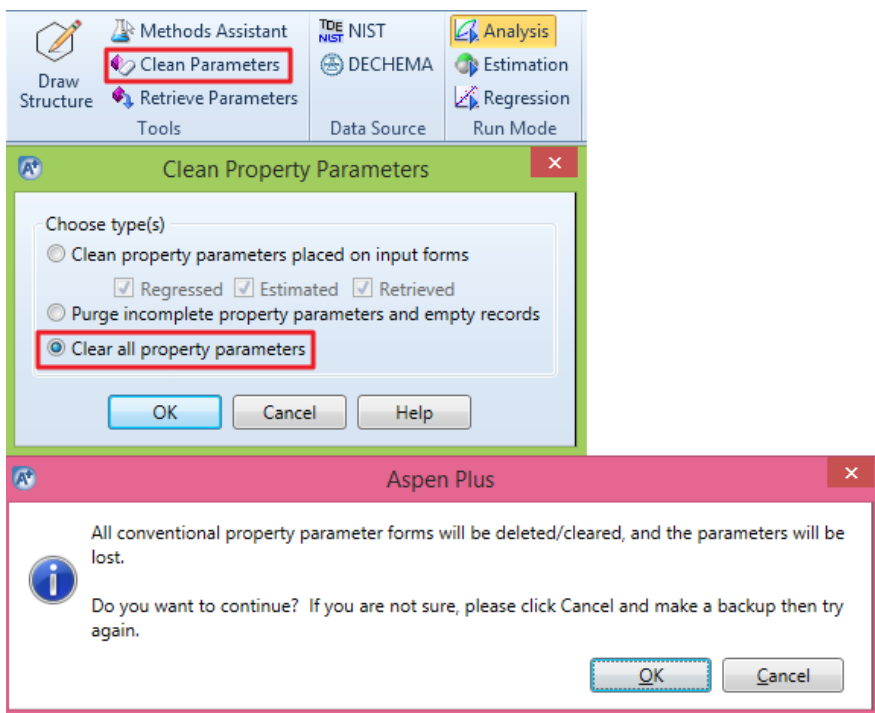 Draw
Structure
Methods Assistant
Clean Parameters
Retrieve Parameters
Tools
TDE
NIST NIST
DECHEMA
Data Source
Analysis
Estimation
Regression
Run Mode
A+ Clean Property Parameters
Choose type(s)
Clean property parameters placed on input forms
Regressed Estimated Retrieved
Purge incomplete property parameters and empty records
Clear all property parameters
OK Cancel Help
A+ Aspen Plus
All conventional property parameter forms will be deleted/cleared, and the parameters will be
lost.
Do you want to continue? If you are not sure, please click Cancel and make a backup then try
again.
OK Cancel